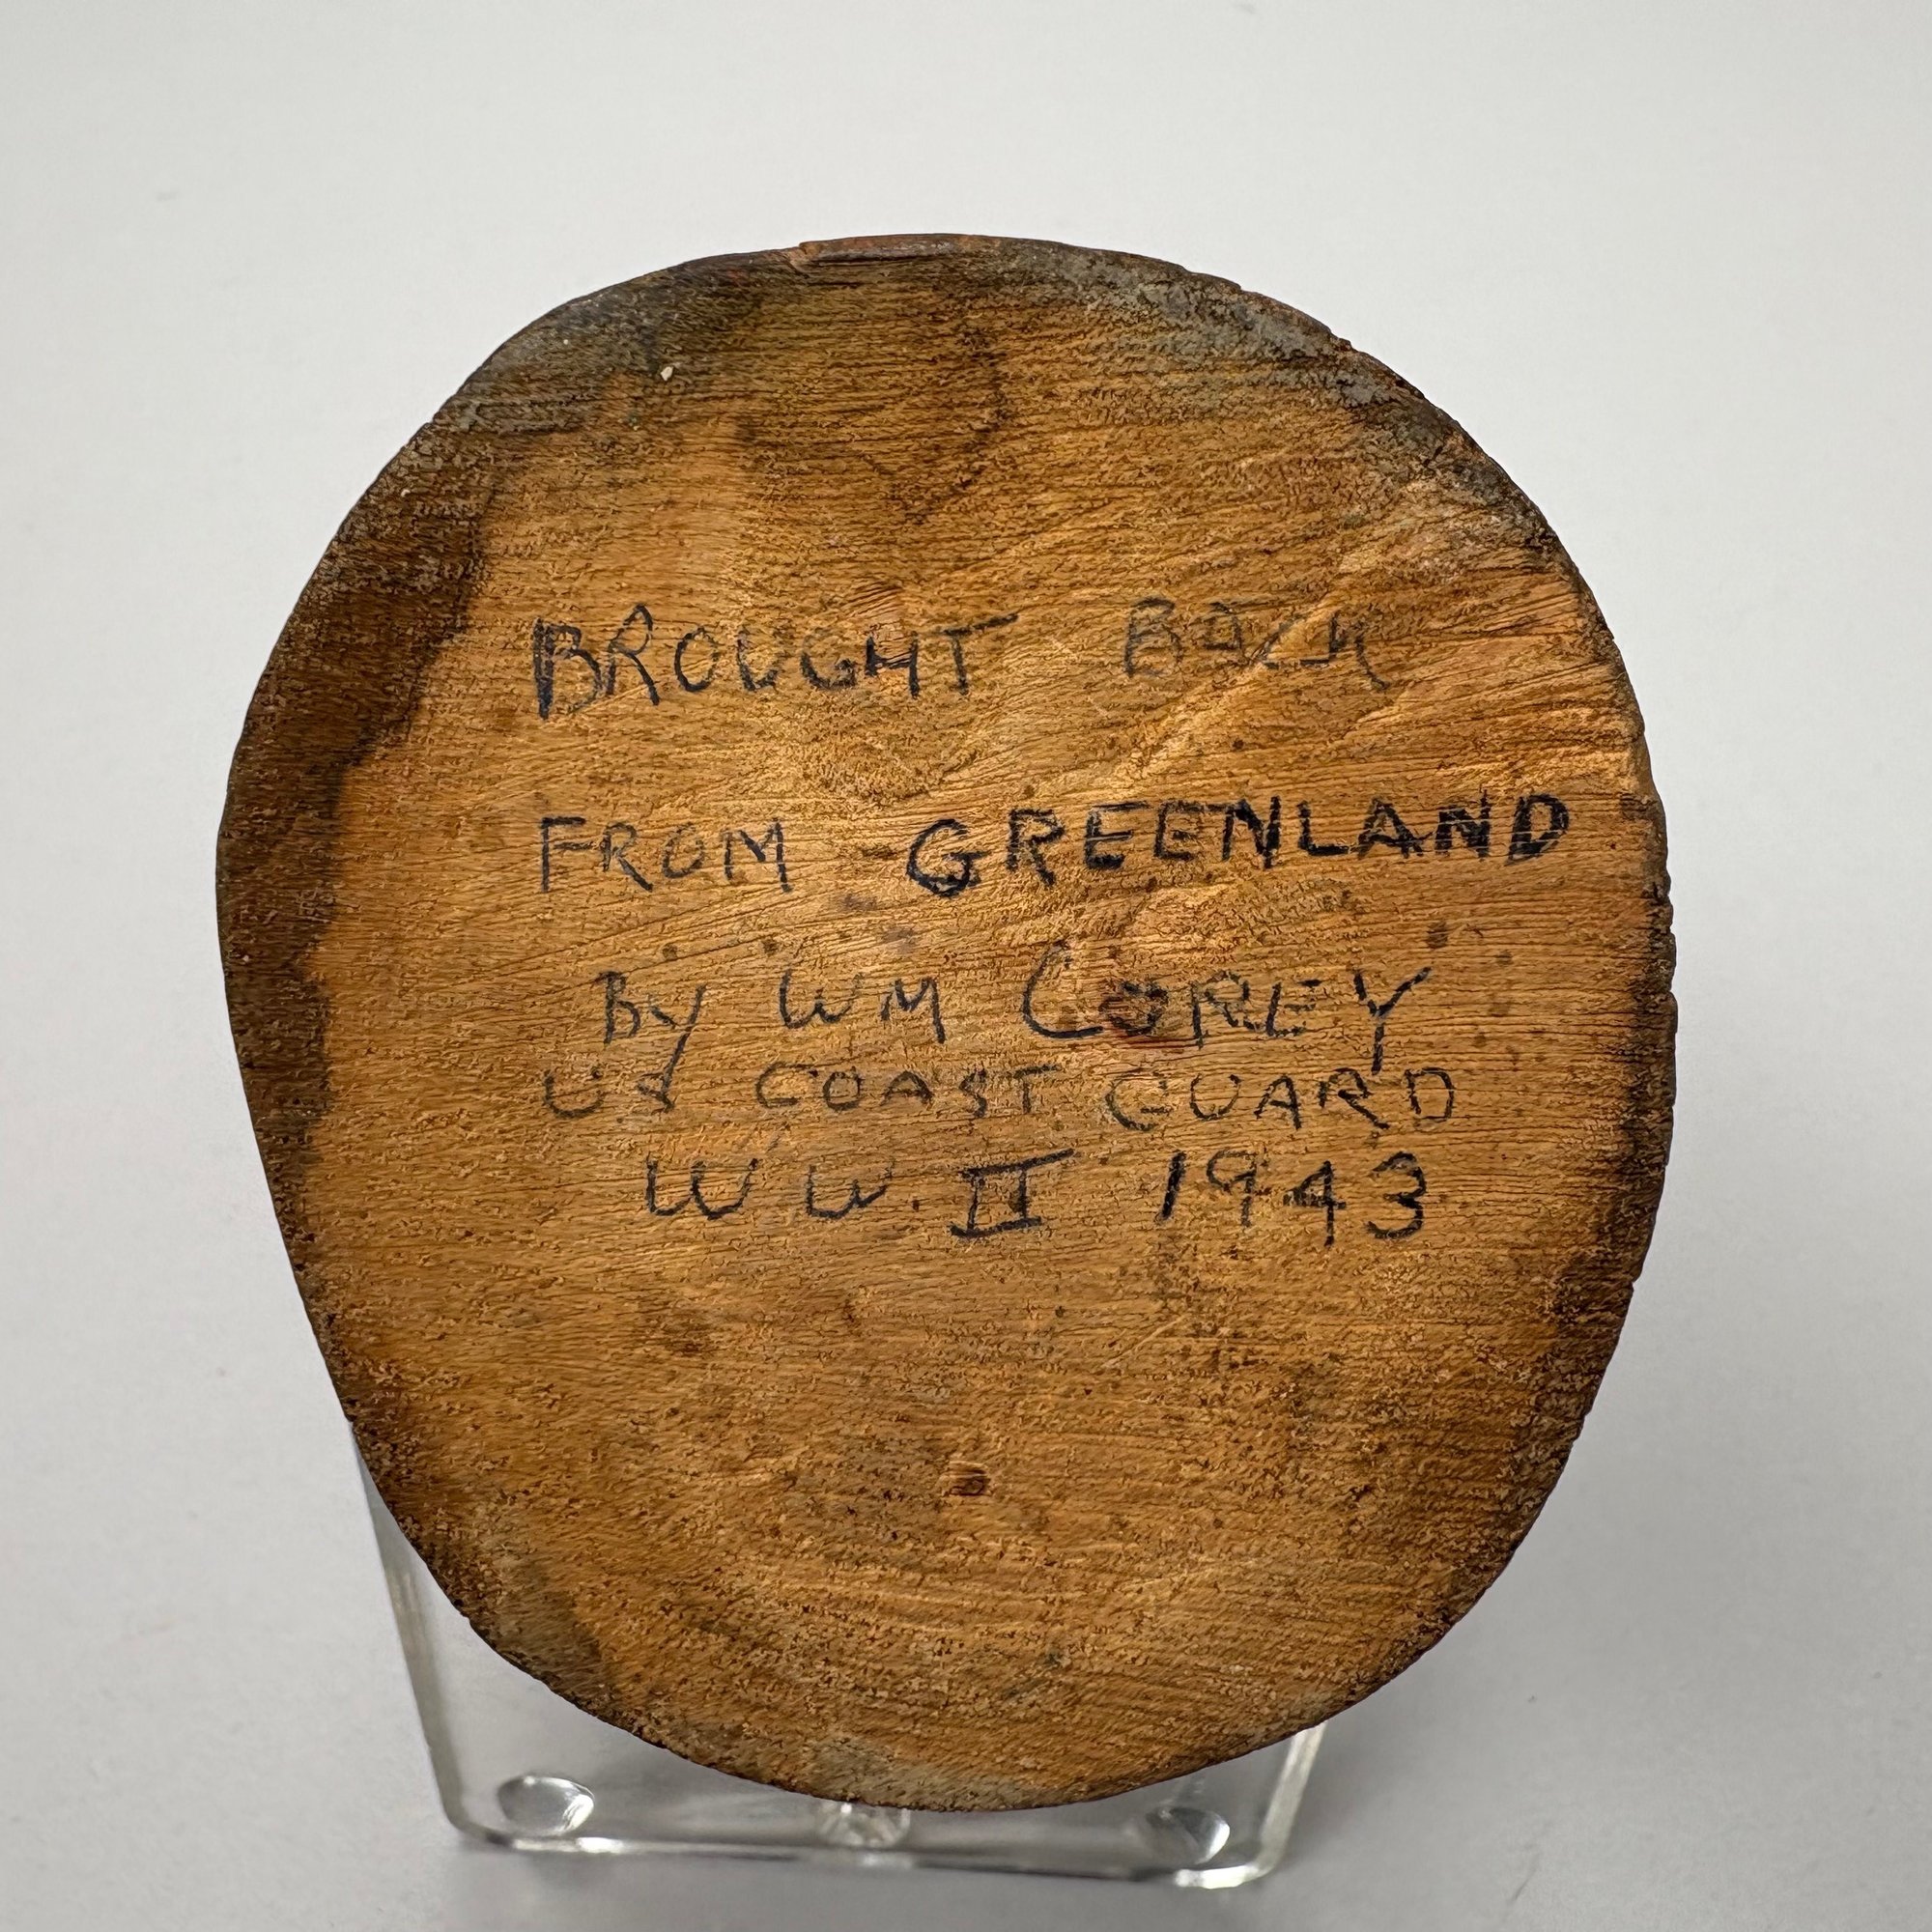 BROUGHT BACK
FROM GREENLAND
By WM COREY
US COAST GUARD
W W. II 1943